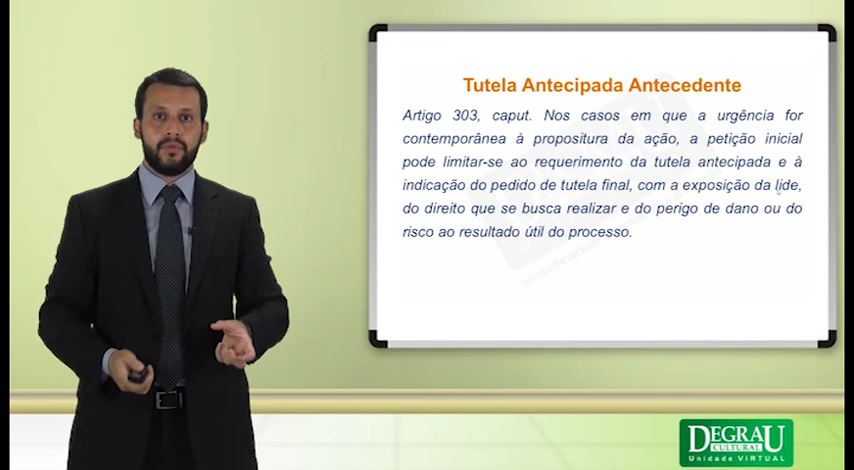 Tutela Antecipada Antecedente
Artigo 303, caput. Nos casos em que a urgência for
contemporânea à propositura da ação, a petição inicial
pode limitar-se ao requerimento da tutela antecipada e à
indicação do pedido de tutela final, com a exposição da lide,
do direito que se busca realizar e do perigo de dano ou do
risco ao resultado útil do processo.
DEGRAU
CULTURAL
Unidade VIRTUAL